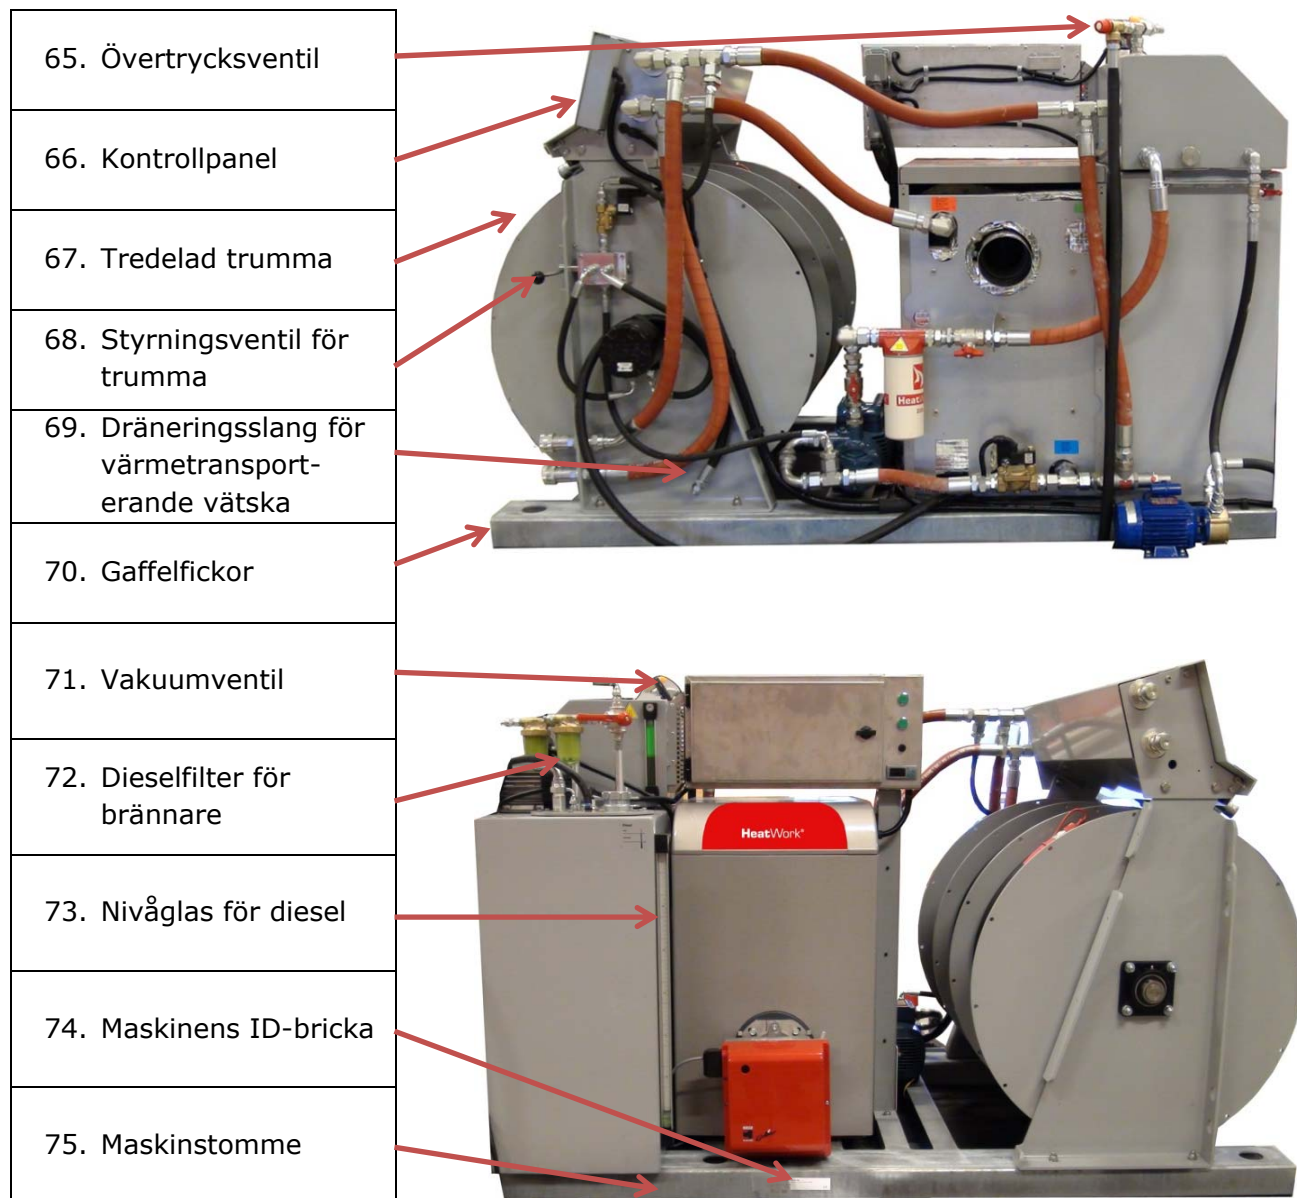 65. Övertrycksventil
66. Kontrollpanel
67. Tredelad trumma
68. Styrningsventil för
trumma
69. Dräneringsslang för
värmetransport-
erande vätska
70. Gaffelfickor
71. Vakuumventil
72. Dieselfilter för
brännare
73. Nivåglas för diesel
74. Maskinens ID-bricka
75. Maskinstomme
HeatWork